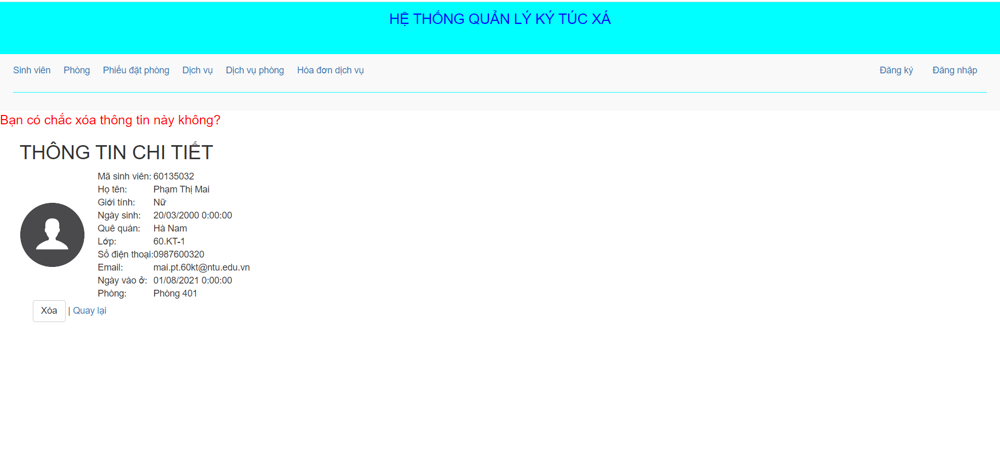 HỆ THỐNG QUẢN LÝ KÝ TÚC XÁ
Sinh viên Phòng Phiếu đặt phòng Dịch vụ Dịch vụ phòng Hóa đơn dịch vụ Đăng ký Đăng nhập
Bạn có chắc xóa thông tin này không?
THÔNG TIN CHI TIẾT
Mã sinh viên: 60135032
Họ tên: Phạm Thị Mai
Giới tính: Nữ
Ngày sinh: 20/03/2000 0:00:00
Quê quán: Hà Nam
Lớp: 60.KT-1
Số điện thoại:0987600320
Email: mai.pt.60kt@ntu.edu.vn
Ngày vào ở: 01/08/2021 0:00:00
Phòng: Phòng 401
Xóa | Quay lại